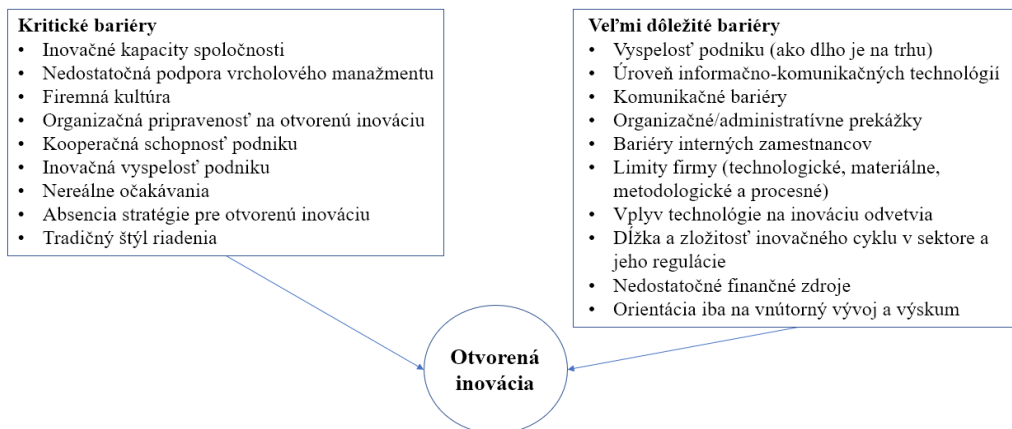 Kritické bariéry
• Inovačné kapacity spoločnosti
• Nedostatočná podpora vrcholového manažmentu
• Firemná kultúra
• Organizačná pripravenosť na otvorenú inováciu
• Kooperačná schopnosť podniku
• Inovačná vyspelosť podniku
• Nereálne očakávania
• Absencia stratégie pre otvorenú inováciu
• Tradičný štýl riadenia
Veľmi dôležité bariéry
• Vyspelosť podniku (ako dlho je na trhu)
• Úroveň informačno-komunikačných technológií
• Komunikačné bariéry
• Organizačné/administratívne prekážky
• Bariéry interných zamestnancov
• Limity firmy (technologické, materiálne,
metodologické a procesné)
• Vplyv technológie na inováciu odvetvia
• Dĺžka a zložitosť inovačného cyklu v sektore a
jeho regulácie
• Nedostatočné finančné zdroje
• Orientácia iba na vnútorný vývoj a výskum
Otvorená
inovácia